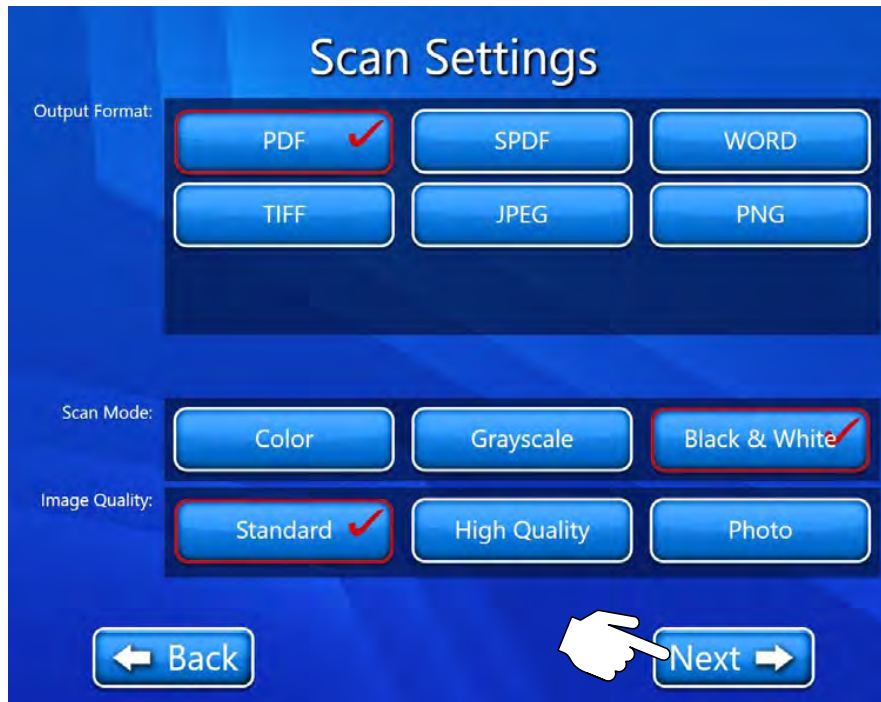 Scan Settings
Output Format:
PDF SPDF WORD
TIFF JPEG PNG
Scan Mode:
Color Grayscale Black & White
Image Quality:
Standard High Quality Photo
Back Next